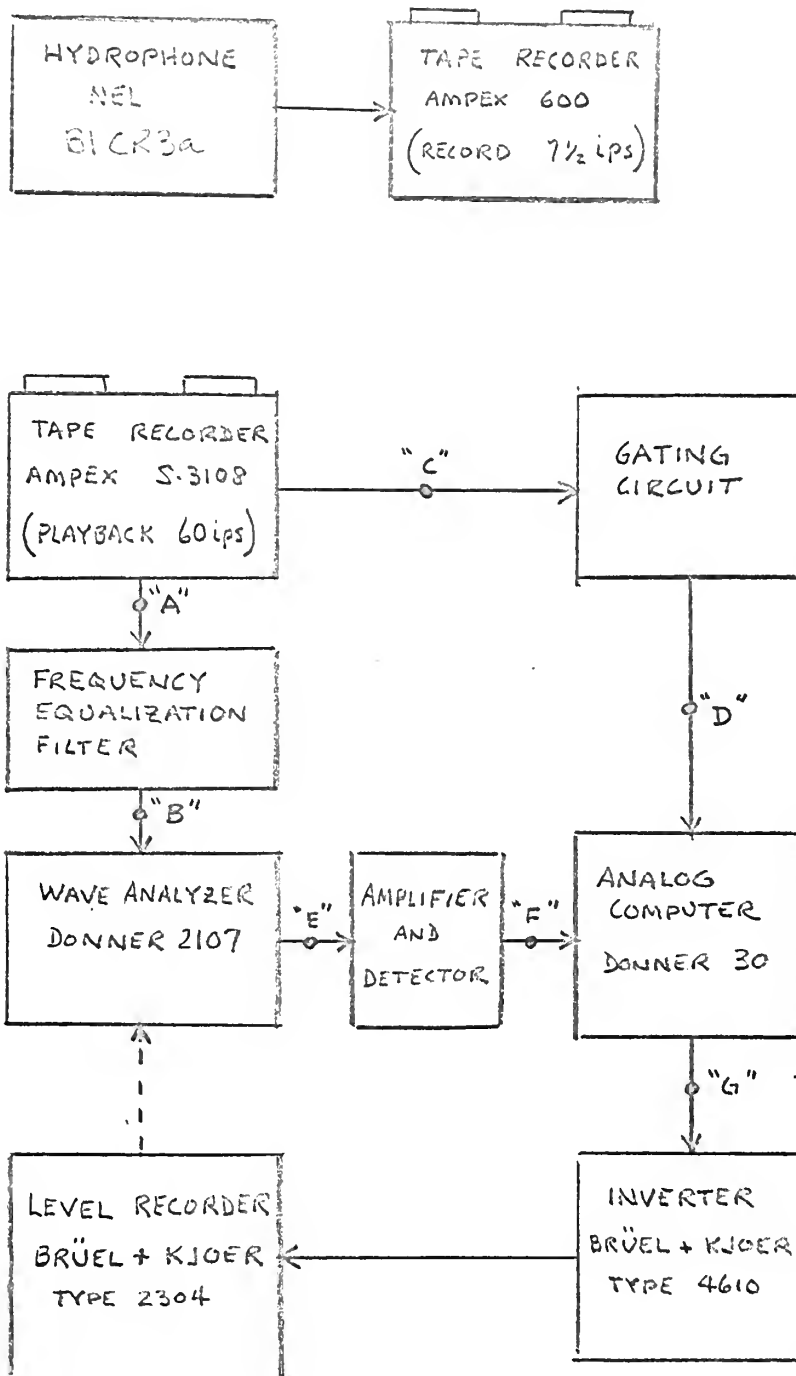 HYDROPHONE
NEL
B1CR3a
TAPE RECORDER
AMPEX 600
(RECORD 7½ ips)
TAPE RECORDER
AMPEX S-3108
(PLAYBACK 60 ips)
"C"
GATING
CIRCUIT
"A"
FREQUENCY
EQUALIZATION
FILTER
"D"
"B"
WAVE ANALYZER
DONNER 2107
"E"
AMPLIFIER
AND
DETECTOR
"F"
ANALOG
COMPUTER
DONNER 30
"G"
LEVEL RECORDER
BRÜEL + KJOER
TYPE 2304
INVERTER
BRÜEL + KJOER
TYPE 4610